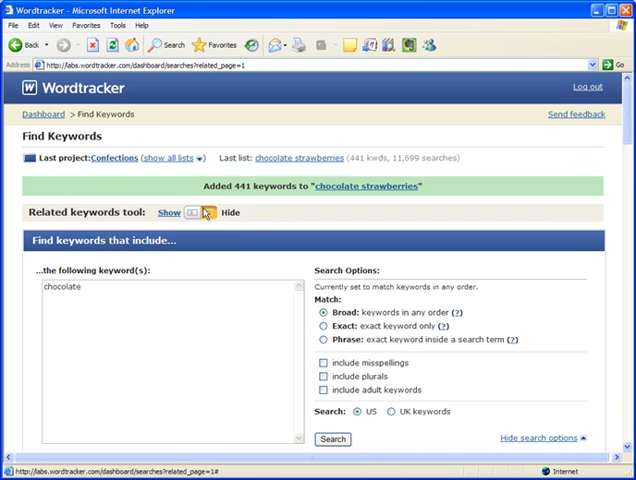 Wordtracker - Microsoft Internet Explorer
File Edit View Favorites Tools Help
Back Search Favorites
Address http://labs.wordtracker.com/dashboard/searches?related_page=1 Go
W Wordtracker Log out
Dashboard > Find Keywords Send feedback
Find Keywords
Last project: Confections (show all lists) Last list: chocolate strawberries (441 kwds, 11,699 searches)
Added 441 keywords to "chocolate strawberries"
Related keywords tool: Show Hide
Find keywords that include...
...the following keyword(s): Search Options:
chocolate Currently set to match keywords in any order.
Match:
Broad: keywords in any order (?)
Exact: exact keyword only (?)
Phrase: exact keyword inside a search term (?)
include misspellings
include plurals
include adult keywords
Search: US UK keywords
Search Hide search options
http://labs.wordtracker.com/dashboard/searches?related_page=1# Internet